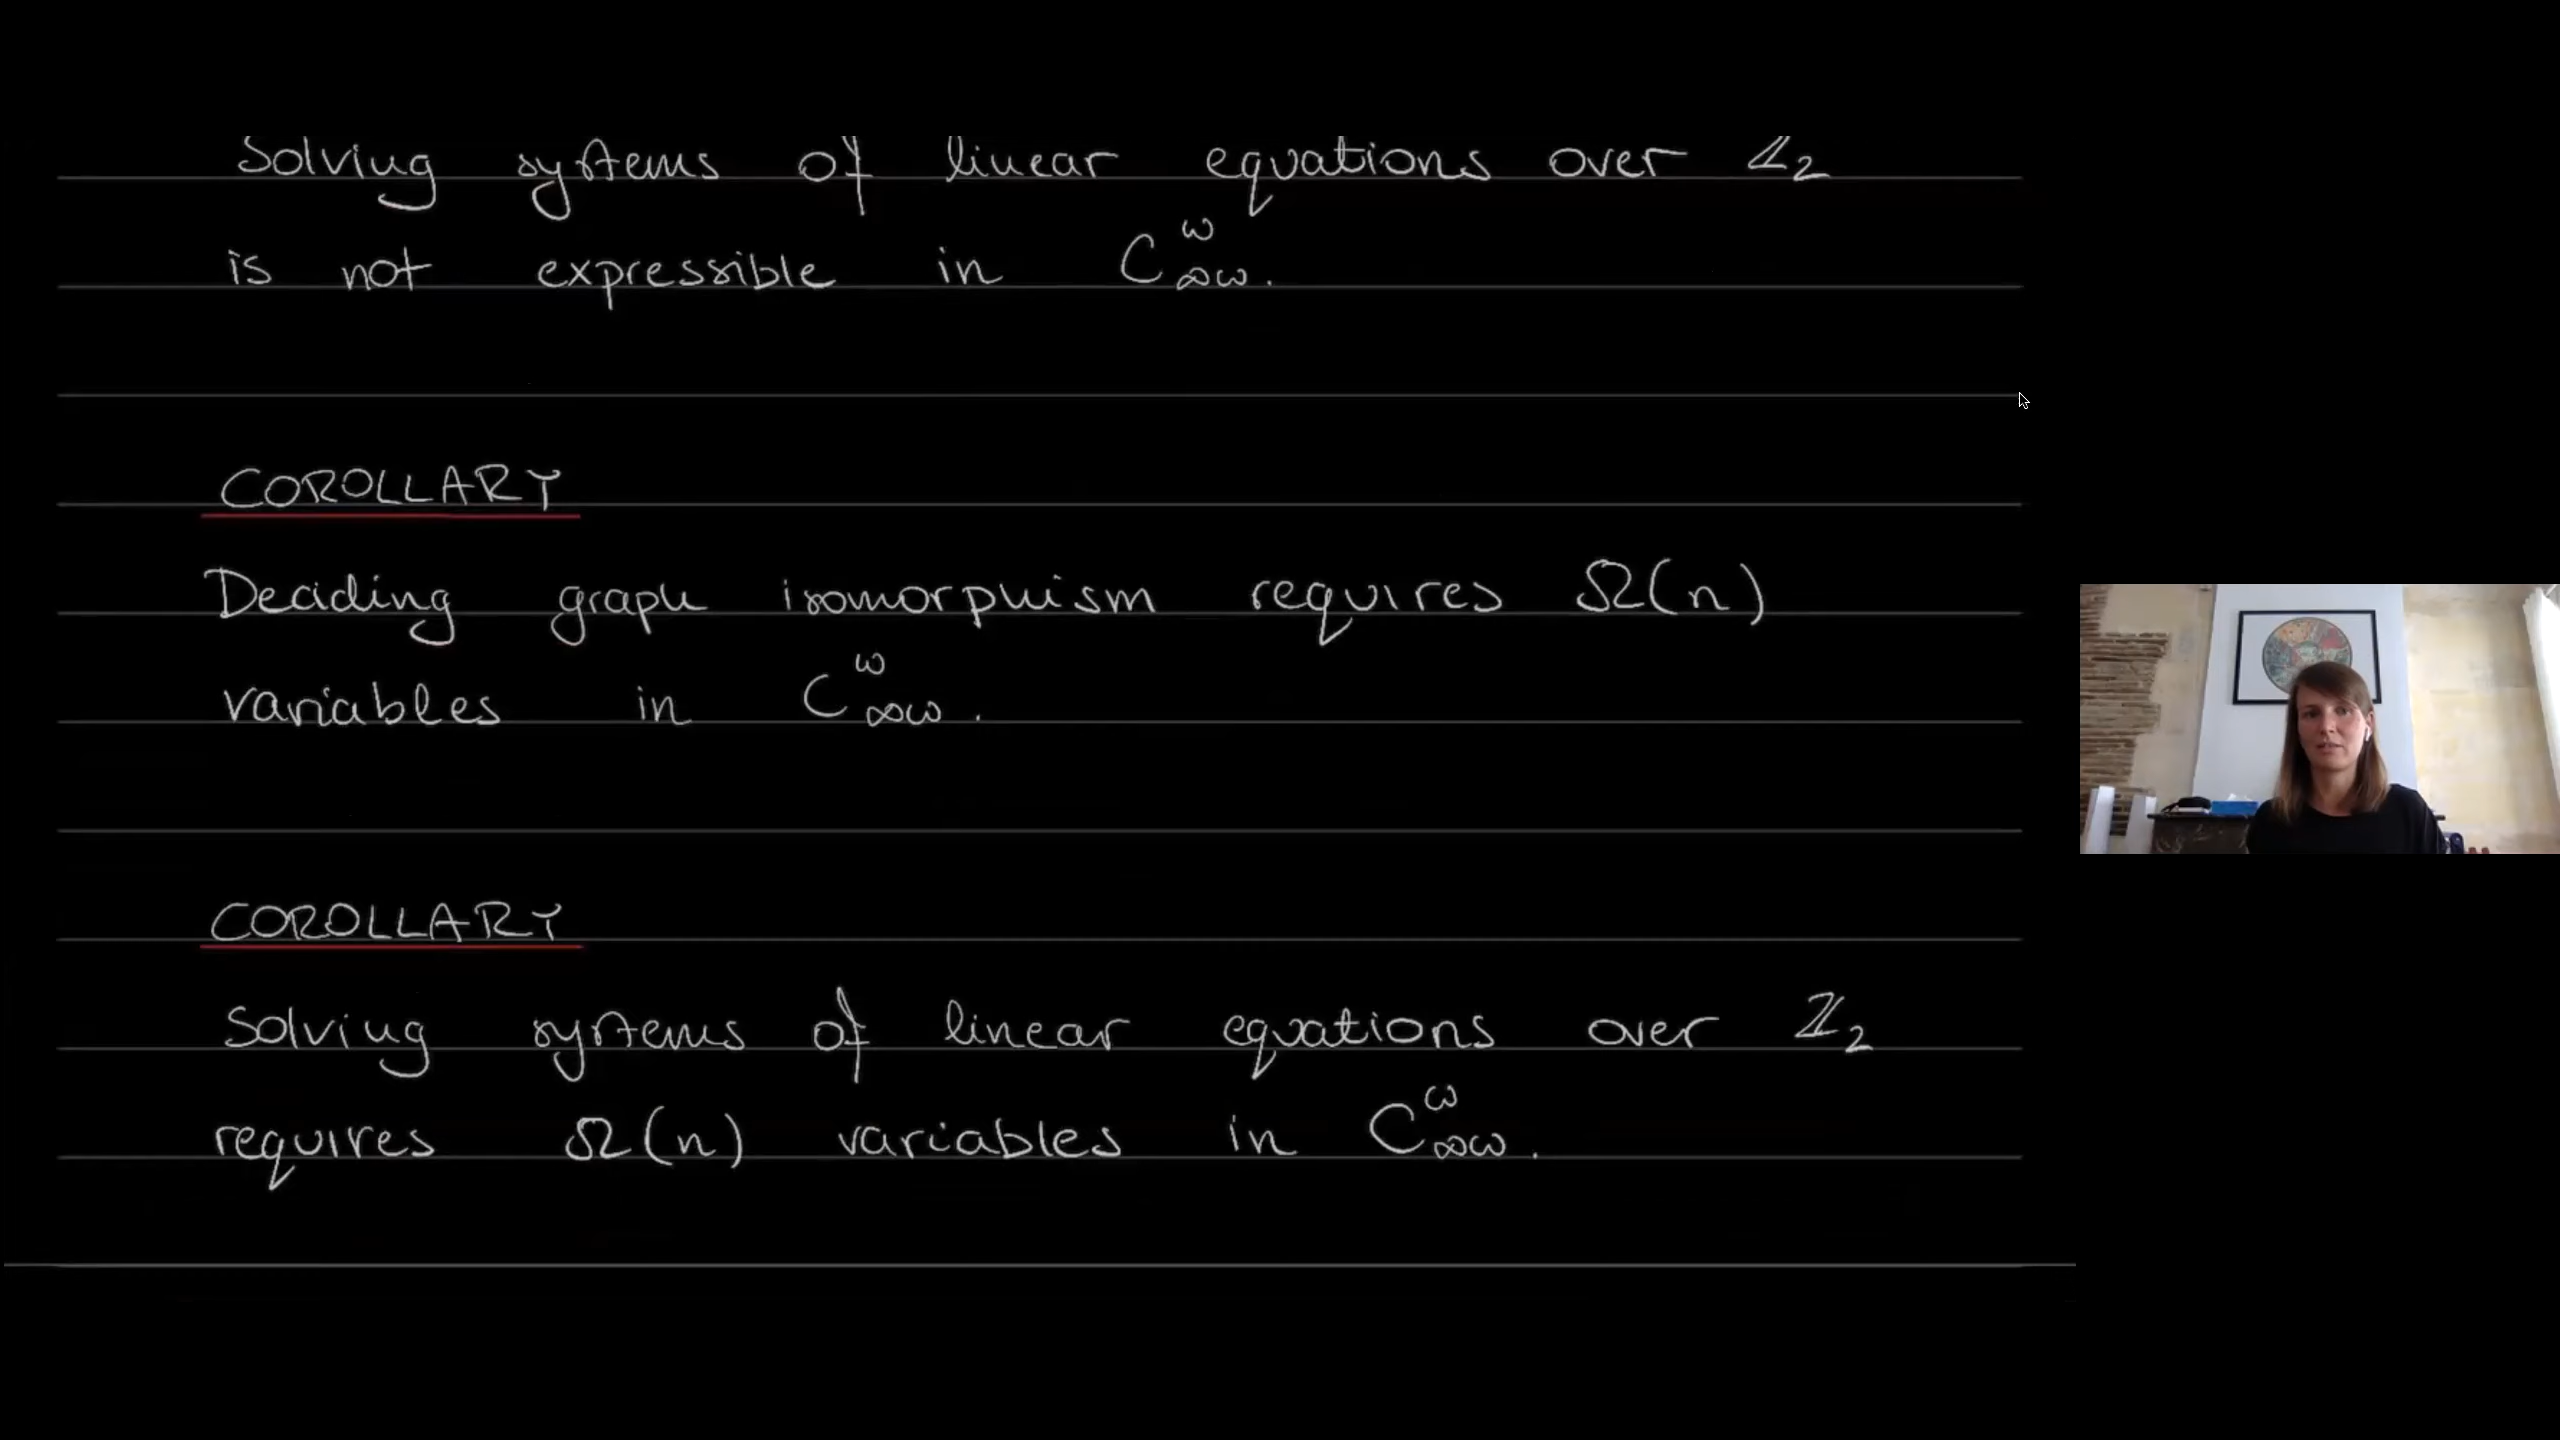 Solving systems of linear equations over ℤ₂
is not expressible in C^ω_∞ω.
COROLLARY
Deciding graph isomorphism requires Ω(n)
variables in C^ω_∞ω.
COROLLARY
Solving systems of linear equations over ℤ₂
requires Ω(n) variables in C^ω_∞ω.